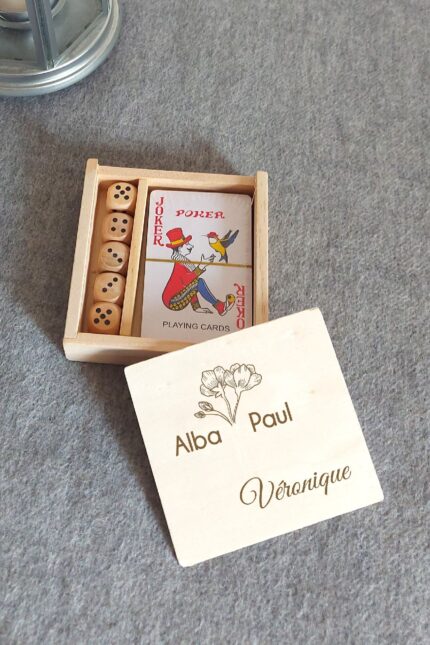 JOKER
POKER
PLAYING CARDS
JOKER
Alba Paul
Véronique